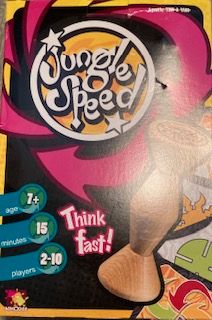 Jungle
Speed
age 7+
minutes 15
players 2-10
Think
fast!